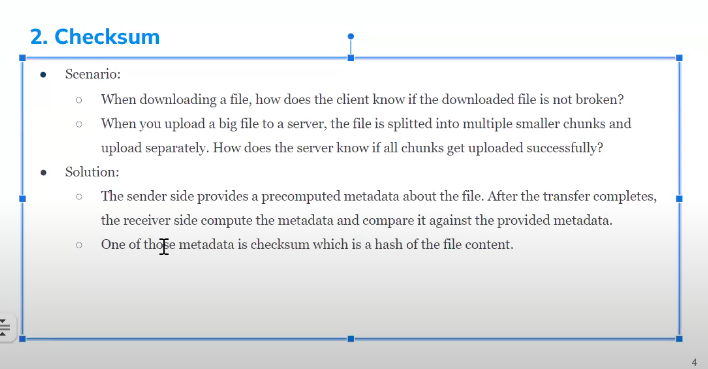 2. Checksum
● Scenario:
○ When downloading a file, how does the client know if the downloaded file is not broken?
○ When you upload a big file to a server, the file is splitted into multiple smaller chunks and
upload separately. How does the server know if all chunks get uploaded successfully?
● Solution:
○ The sender side provides a precomputed metadata about the file. After the transfer completes,
the receiver side compute the metadata and compare it against the provided metadata.
○ One of those metadata is checksum which is a hash of the file content.
4